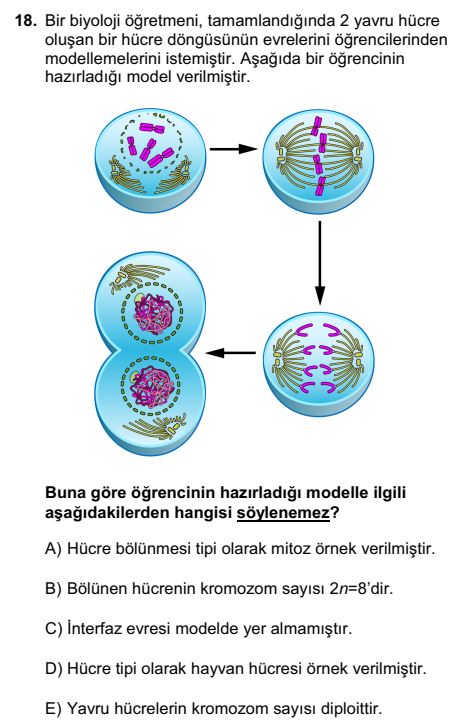 18. Bir biyoloji öğretmeni, tamamlandığında 2 yavru hücre
oluşan bir hücre döngüsünün evrelerini öğrencilerinden
modellemelerini istemiştir. Aşağıda bir öğrencinin
hazırladığı model verilmiştir.
Buna göre öğrencinin hazırladığı modelle ilgili
aşağıdakilerden hangisi söylenemez?
A) Hücre bölünmesi tipi olarak mitoz örnek verilmiştir.
B) Bölünen hücrenin kromozom sayısı 2n=8’dir.
C) İnterfaz evresi modelde yer almamıştır.
D) Hücre tipi olarak hayvan hücresi örnek verilmiştir.
E) Yavru hücrelerin kromozom sayısı diploittir.